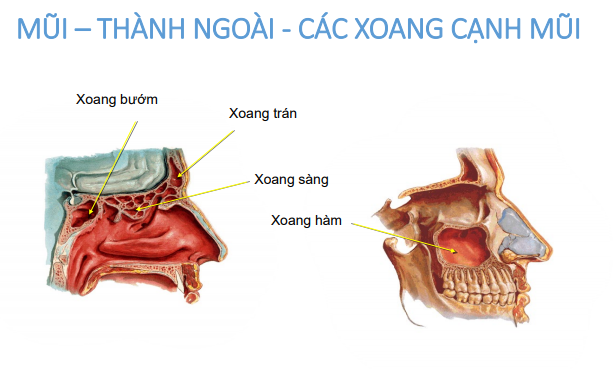 MŨI – THÀNH NGOÀI - CÁC XOANG CẠNH MŨI
Xoang bướm
Xoang trán
Xoang sàng
Xoang hàm